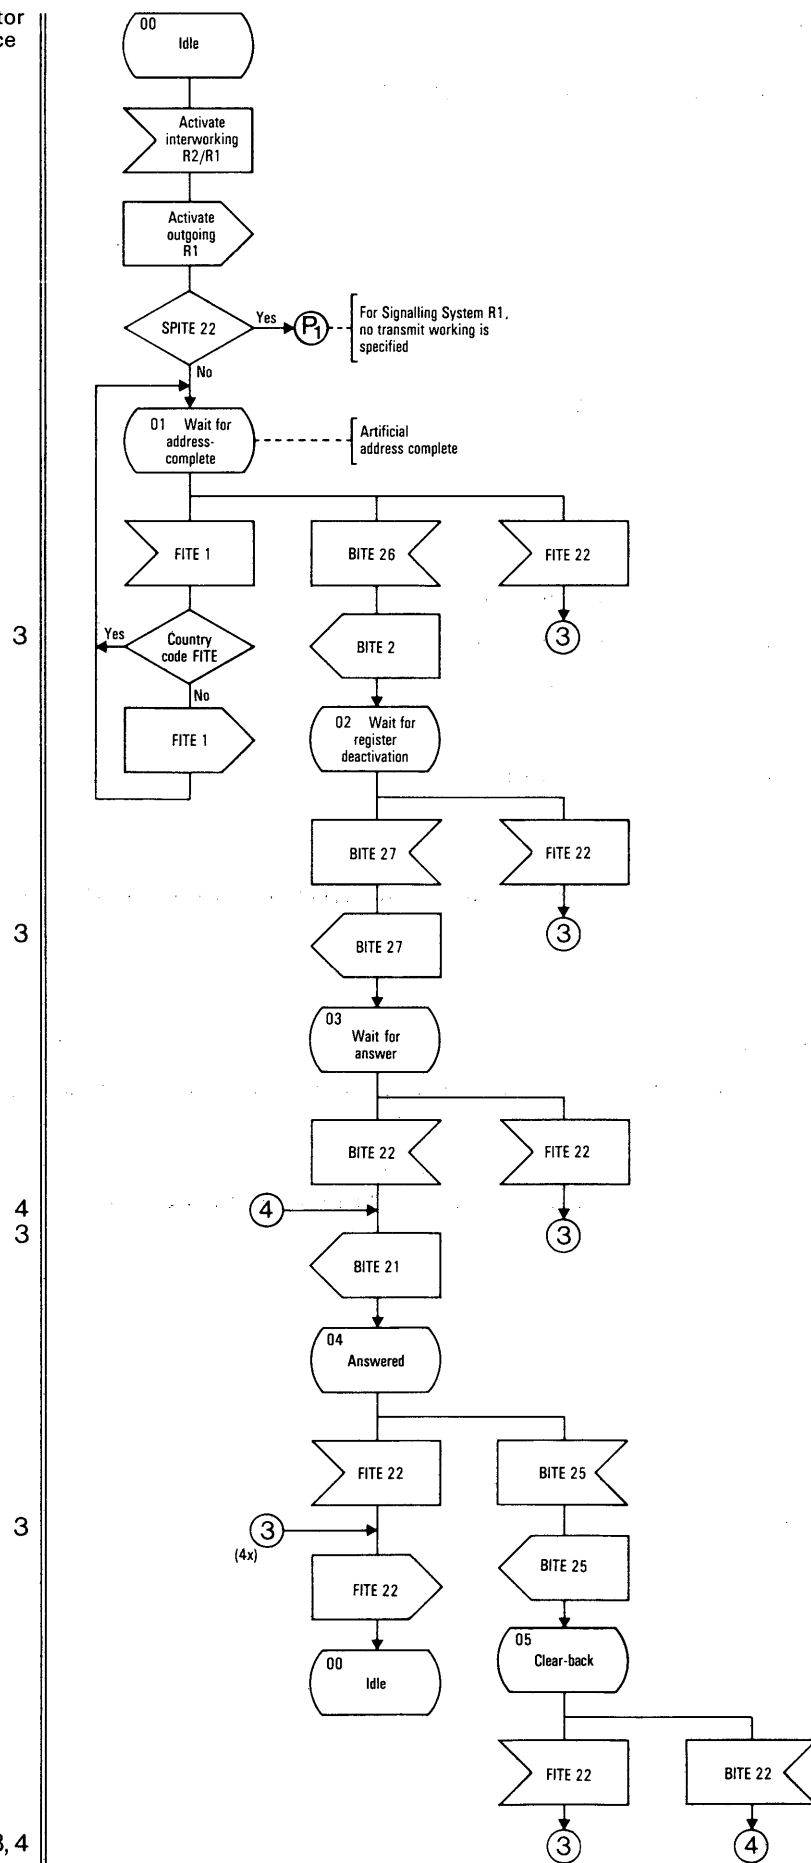 tor
ce
00
Idle
Activate
interworking
R2/R1
Activate
outgoing
R1
SPITE 22
Yes
P1
For Signalling System R1,
no transmit working is
specified
No
01 Wait for
address-
complete
Artificial
address complete
FITE 1
BITE 26
FITE 22
3
Yes
Country
code FITE
BITE 2
3
No
FITE 1
02 Wait for
register
deactivation
BITE 27
FITE 22
3
BITE 27
3
03
Wait for
answer
BITE 22
FITE 22
4
4
3
3
BITE 21
04
Answered
FITE 22
BITE 25
3
3
(4x)
FITE 22
BITE 25
00
Idle
05
Clear-back
FITE 22
BITE 22
3, 4
3
4